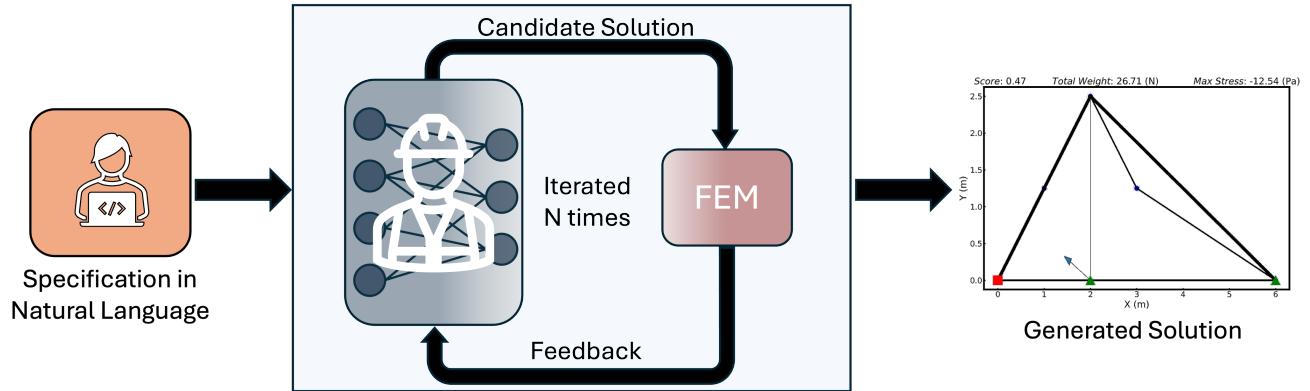 Candidate Solution
</>
Specification in
Natural Language
Iterated
N times
FEM
Feedback
Score: 0.47 Total Weight: 26.71 (N) Max Stress: -12.54 (Pa)
2.5
2.0
1.5
1.0
0.5
0.0
Y (m)
0 1 2 3 4 5 6
X (m)
Generated Solution